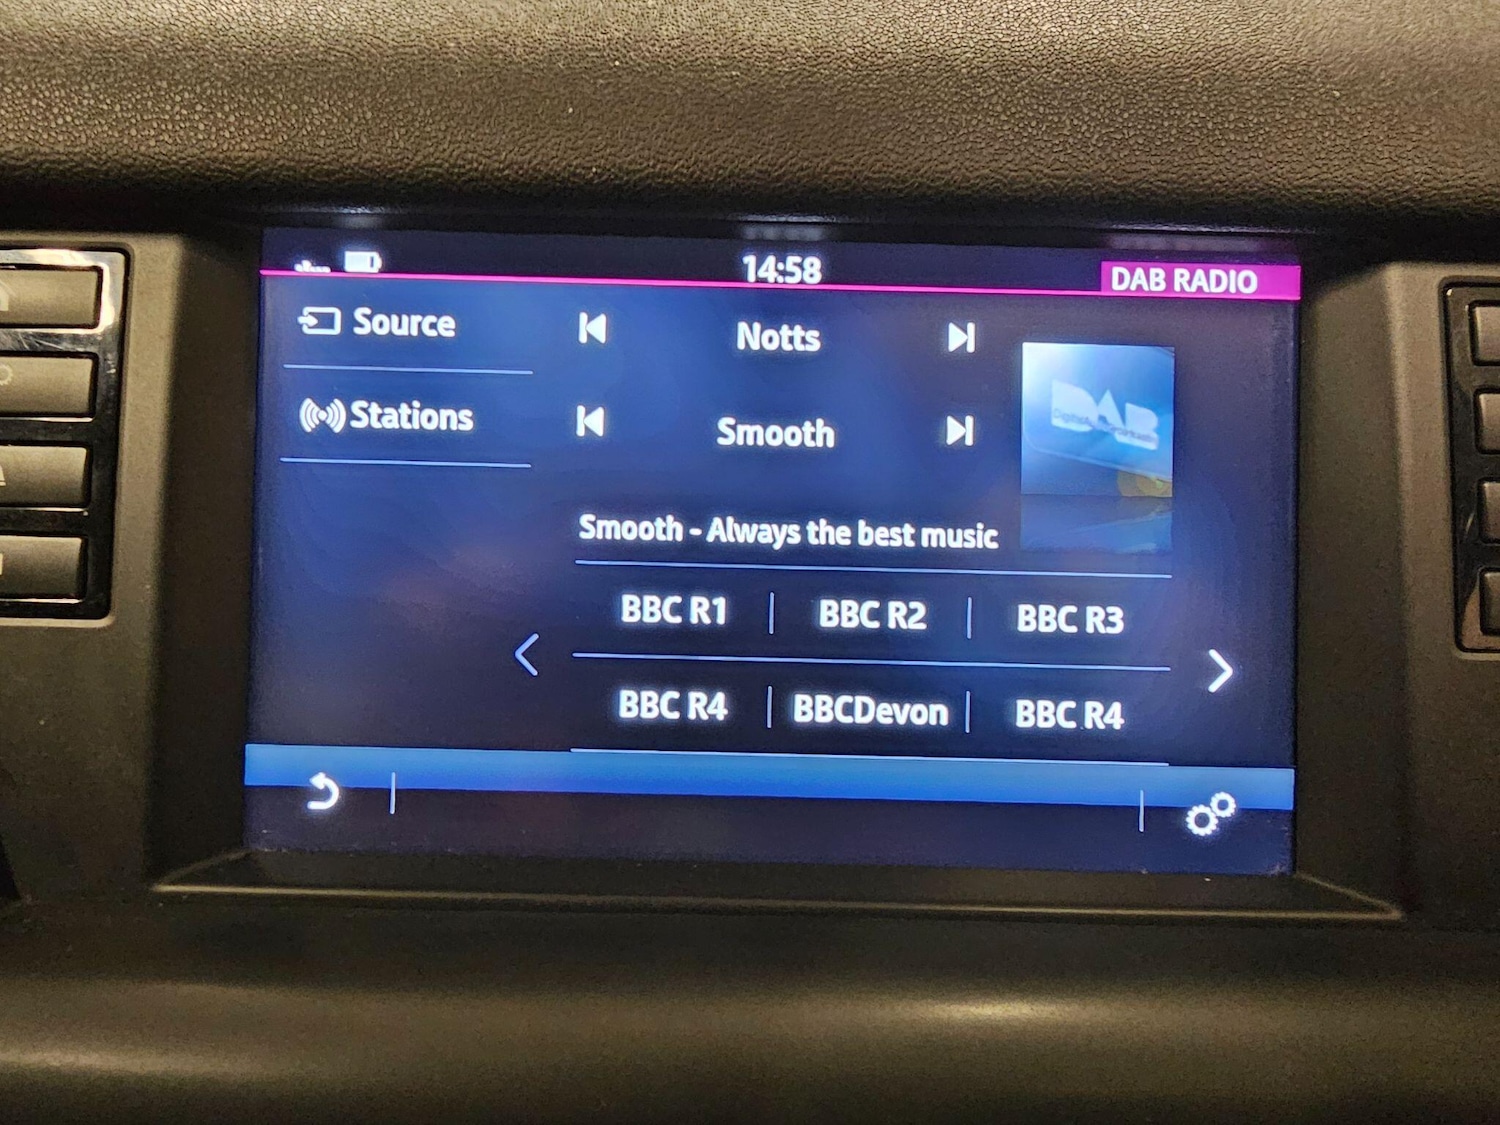 14:58
DAB RADIO
Source
Notts
Stations
Smooth
DAB
Smooth - Always the best music
BBC R1
BBC R2
BBC R3
BBC R4
BBCDevon
BBC R4